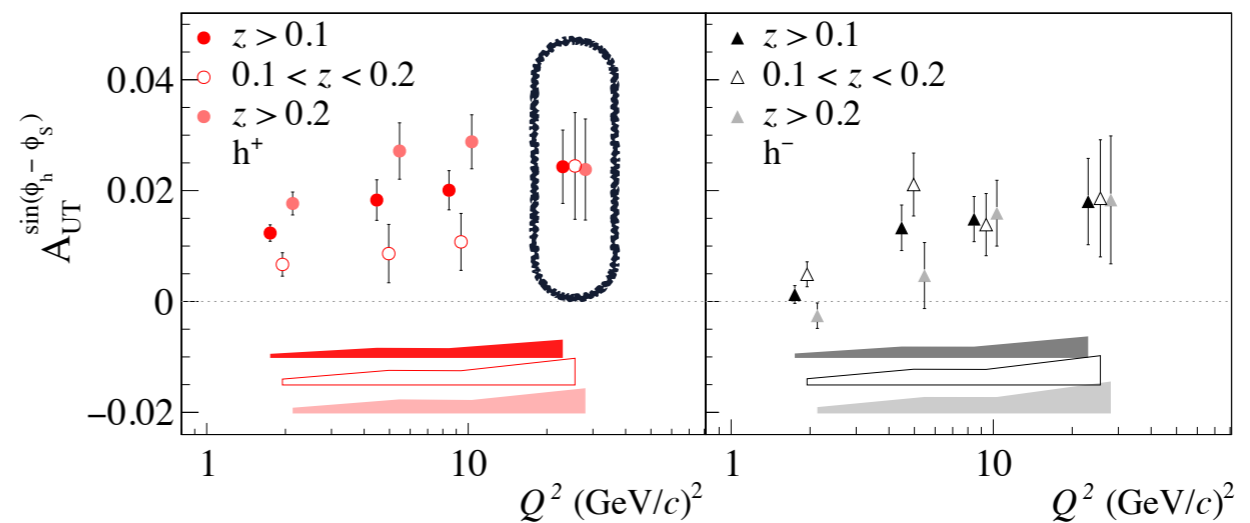 A_UT^sin(ϕ_h − ϕ_S)
0.04
0.02
0
−0.02
z > 0.1
0.1 < z < 0.2
z > 0.2
h⁺
1
10
Q² (GeV/c)²
z > 0.1
0.1 < z < 0.2
z > 0.2
h⁻
1
10
Q² (GeV/c)²